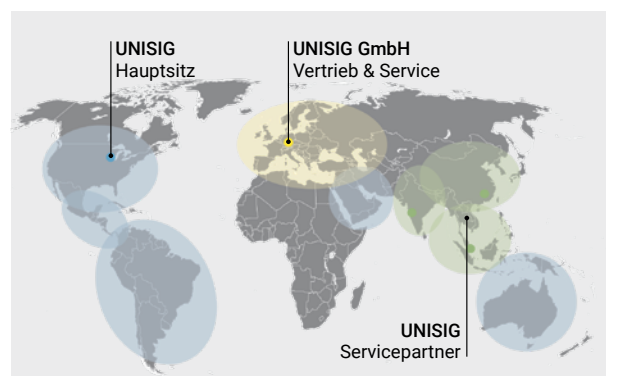 UNISIG
Hauptsitz
UNISIG GmbH
Vertrieb & Service
UNISIG
Servicepartner